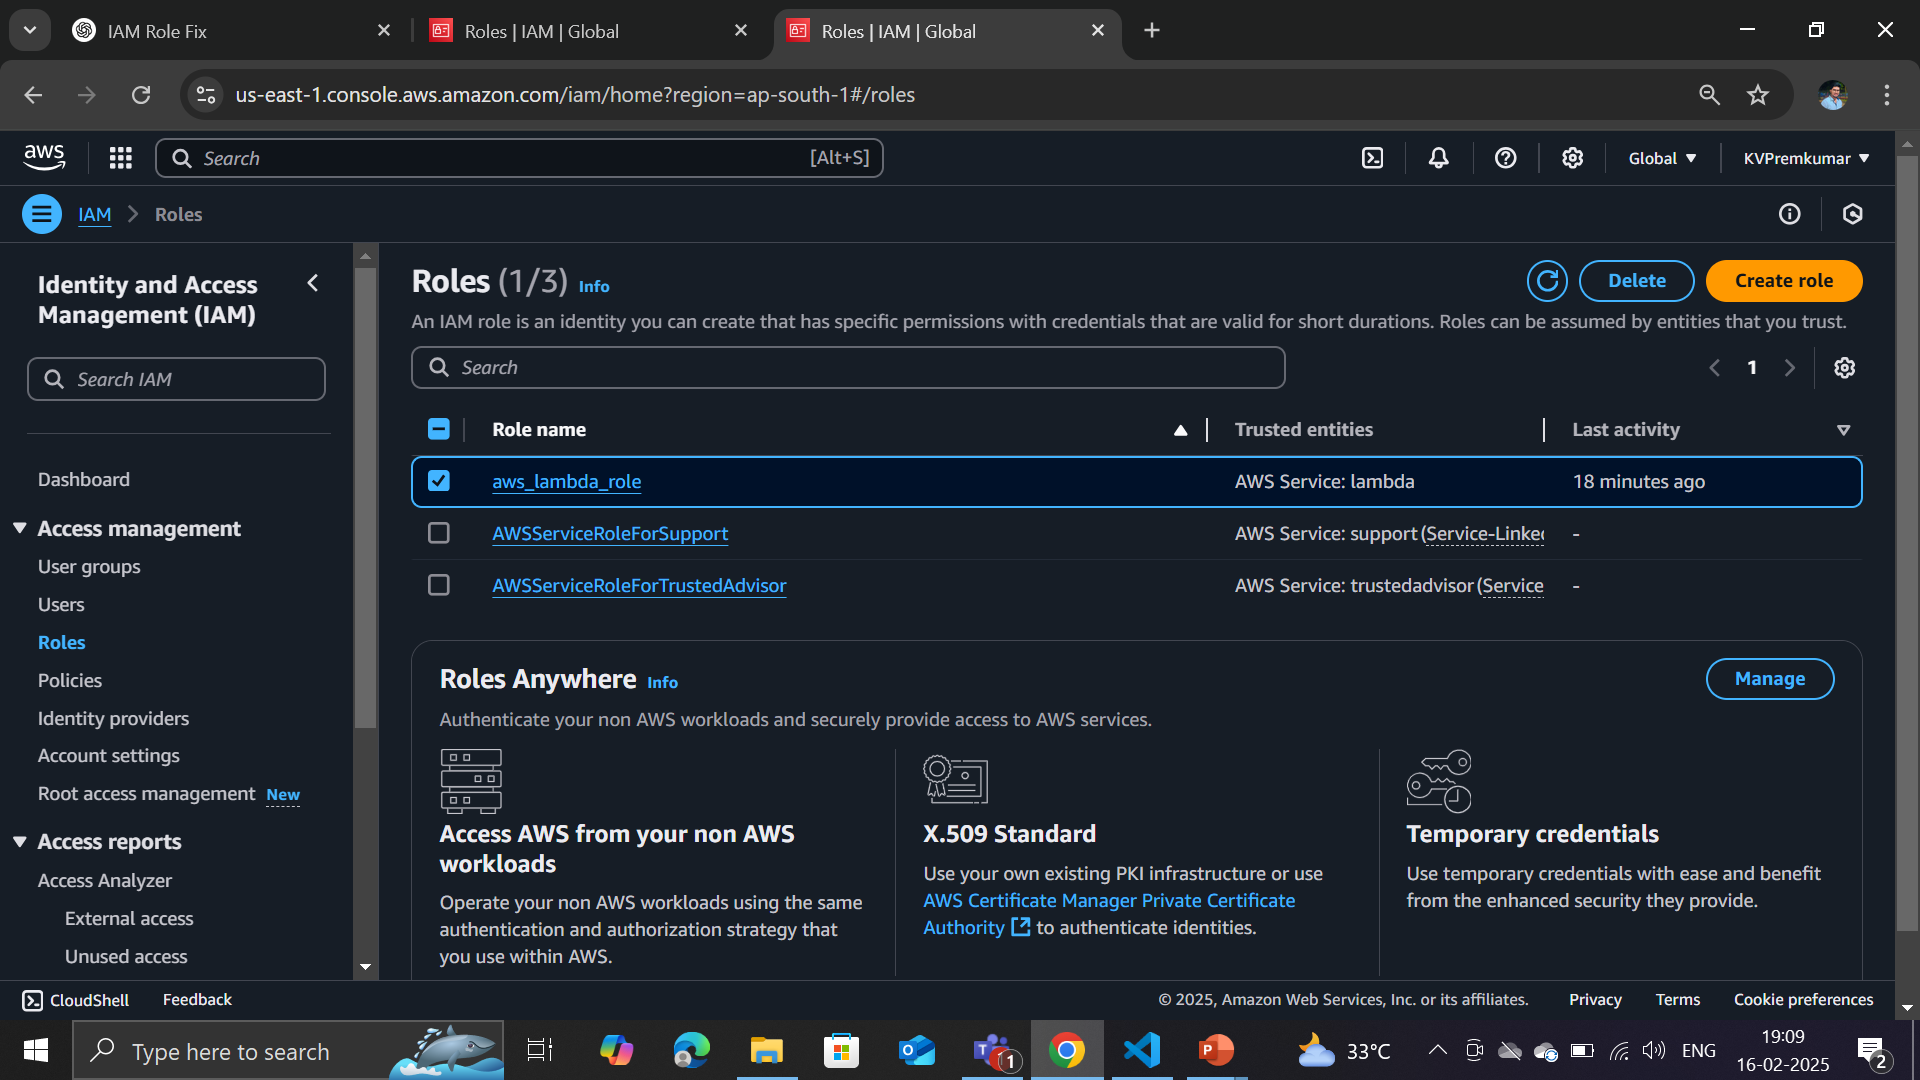 IAM Role Fix
Roles | IAM | Global
Roles | IAM | Global
us-east-1.console.aws.amazon.com/iam/home?region=ap-south-1#/roles
aws
Search
[Alt+S]
Global
KVPremkumar
IAM
Roles
Identity and Access
Management (IAM)
Search IAM
Dashboard
Access management
User groups
Users
Roles
Policies
Identity providers
Account settings
Root access management New
Access reports
Access Analyzer
External access
Unused access
Roles (1/3) Info
Delete
Create role
An IAM role is an identity you can create that has specific permissions with credentials that are valid for short durations. Roles can be assumed by entities that you trust.
Search
1
Role name
Trusted entities
Last activity
aws_lambda_role
AWS Service: lambda
18 minutes ago
AWSServiceRoleForSupport
AWS Service: support (Service-Linked
-
AWSServiceRoleForTrustedAdvisor
AWS Service: trustedadvisor (Service
-
Roles Anywhere Info
Manage
Authenticate your non AWS workloads and securely provide access to AWS services.
Access AWS from your non AWS
workloads
Operate your non AWS workloads using the same
authentication and authorization strategy that
you use within AWS.
X.509 Standard
Use your own existing PKI infrastructure or use
AWS Certificate Manager Private Certificate
Authority to authenticate identities.
Temporary credentials
Use temporary credentials with ease and benefit
from the enhanced security they provide.
CloudShell
Feedback
© 2025, Amazon Web Services, Inc. or its affiliates.
Privacy
Terms
Cookie preferences
Type here to search
1
33°C
ENG
19:09
16-02-2025
2